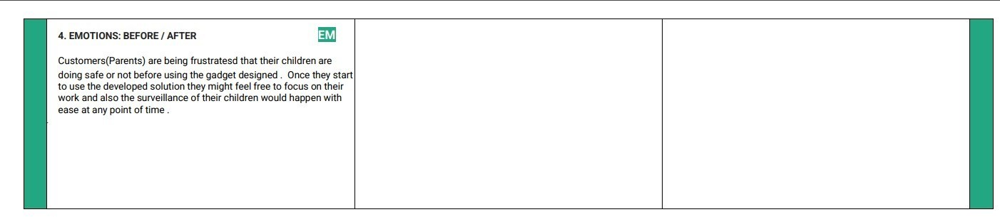 4. EMOTIONS: BEFORE / AFTER EM
Customers(Parents) are being frustratesd that their children are
doing safe or not before using the gadget designed . Once they start
to use the developed solution they might feel free to focus on their
work and also the surveillance of their children would happen with
ease at any point of time .